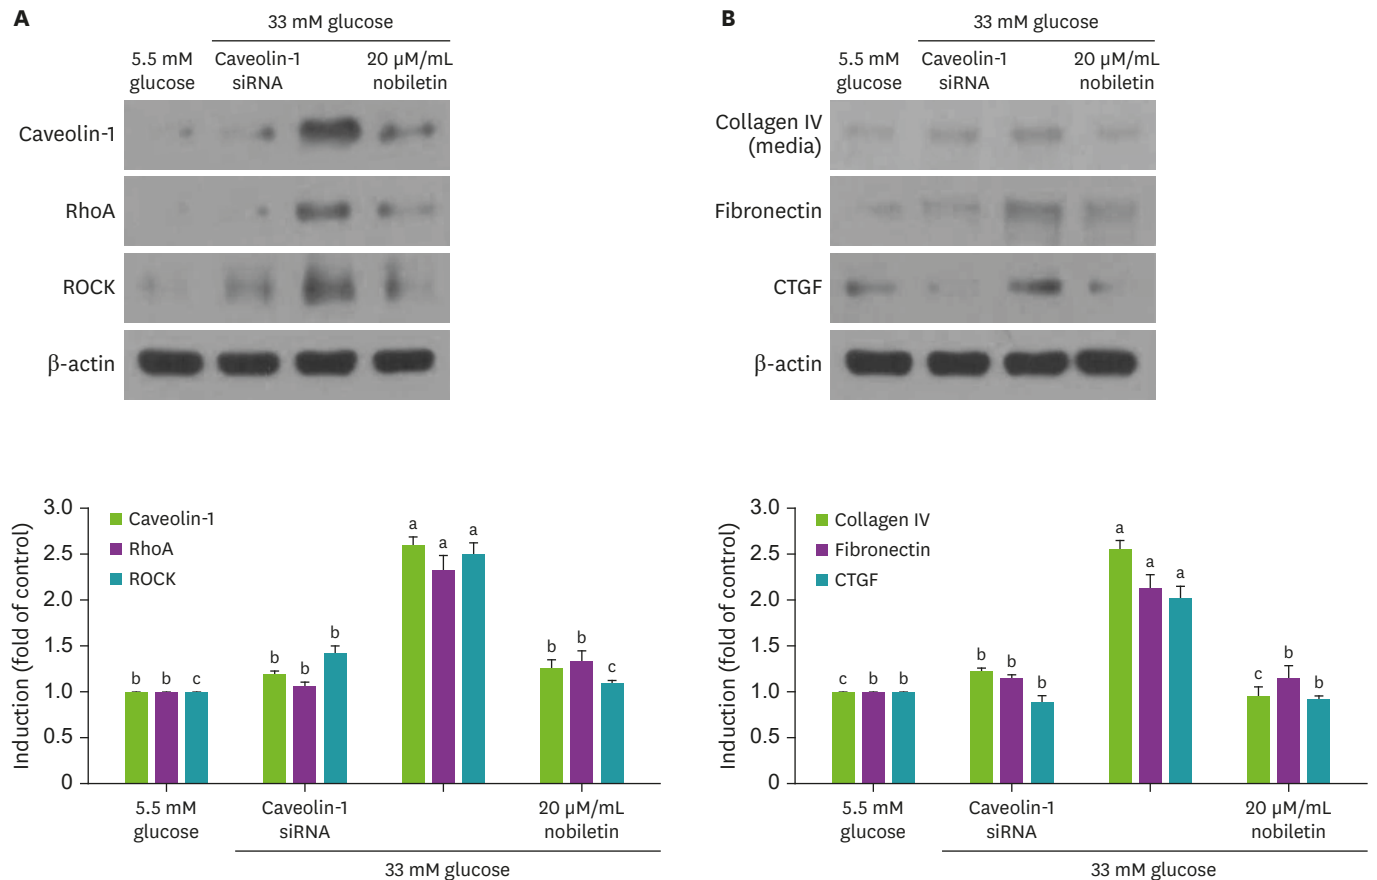 A
33 mM glucose
5.5 mM glucose
Caveolin-1 siRNA
20 µM/mL nobiletin
Caveolin-1
RhoA
ROCK
β-actin
B
33 mM glucose
5.5 mM glucose
Caveolin-1 siRNA
20 µM/mL nobiletin
Collagen IV
(media)
Fibronectin
CTGF
β-actin
Induction (fold of control)
3.0
2.5
2.0
1.5
1.0
0.5
0
Caveolin-1
RhoA
ROCK
b b c
b b b
a a a
b b c
5.5 mM glucose
Caveolin-1 siRNA
20 µM/mL nobiletin
33 mM glucose
Induction (fold of control)
3.0
2.5
2.0
1.5
1.0
0.5
0
Collagen IV
Fibronectin
CTGF
c b b
b b b
a a a
c b b
5.5 mM glucose
Caveolin-1 siRNA
20 µM/mL nobiletin
33 mM glucose